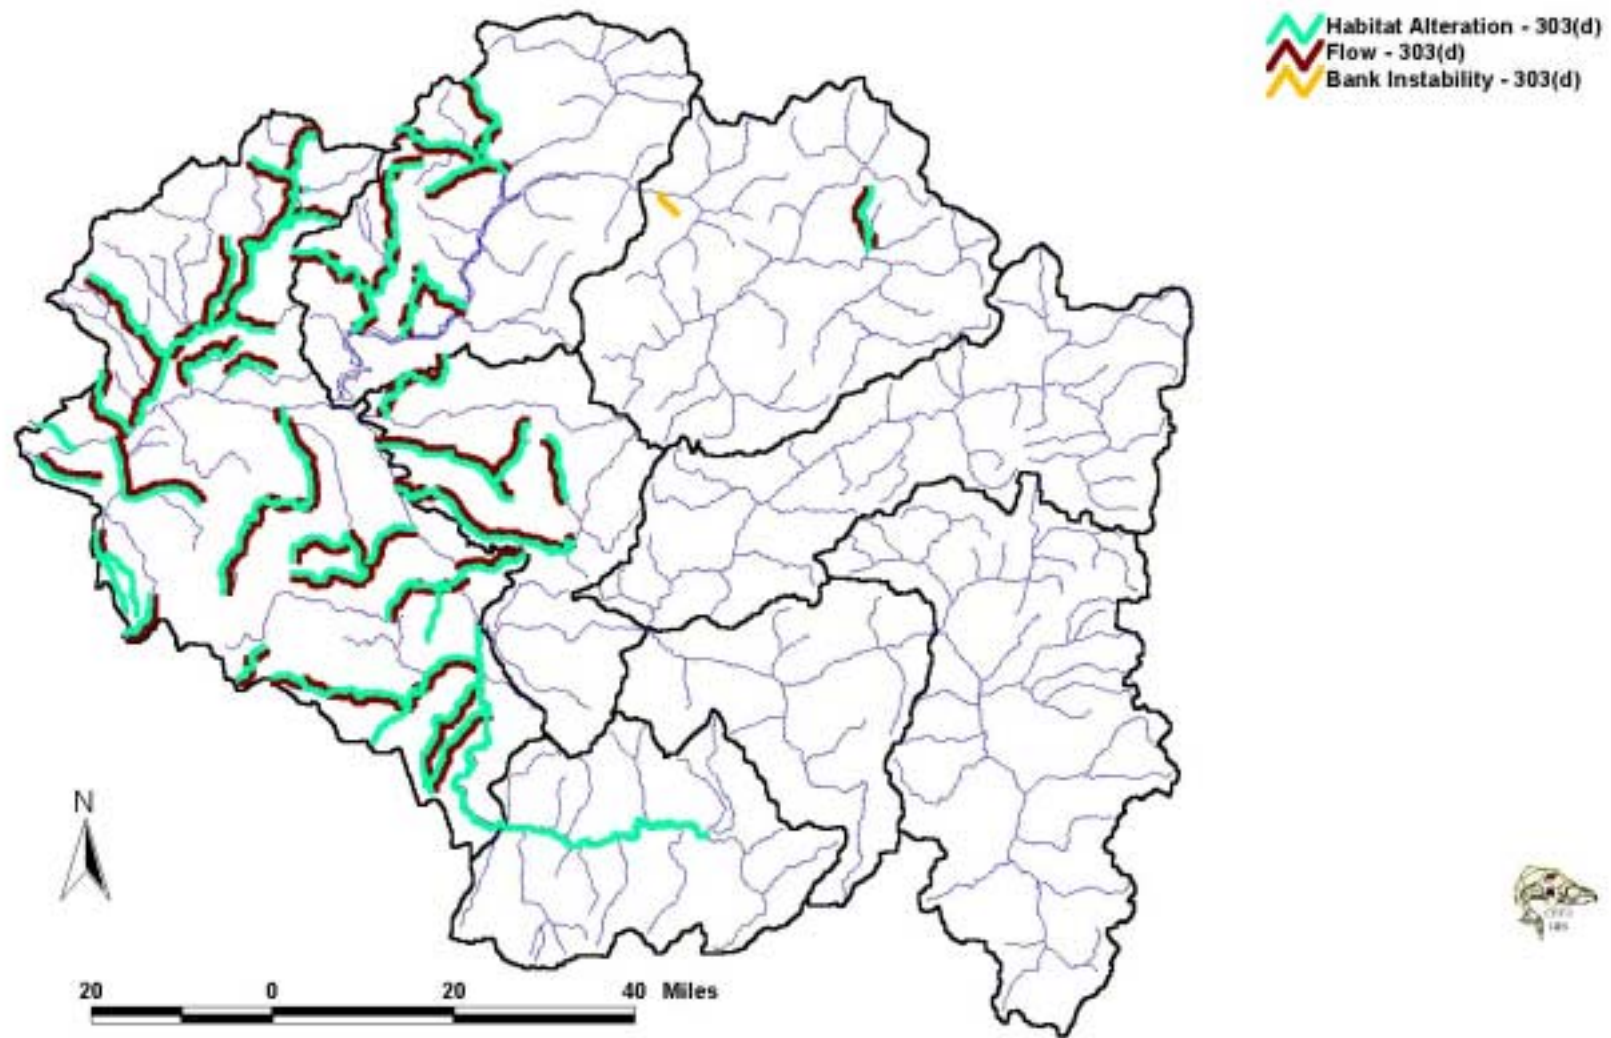 Habitat Alteration - 303(d)
Flow - 303(d)
Bank Instability - 303(d)
N
20 0 20 40 Miles